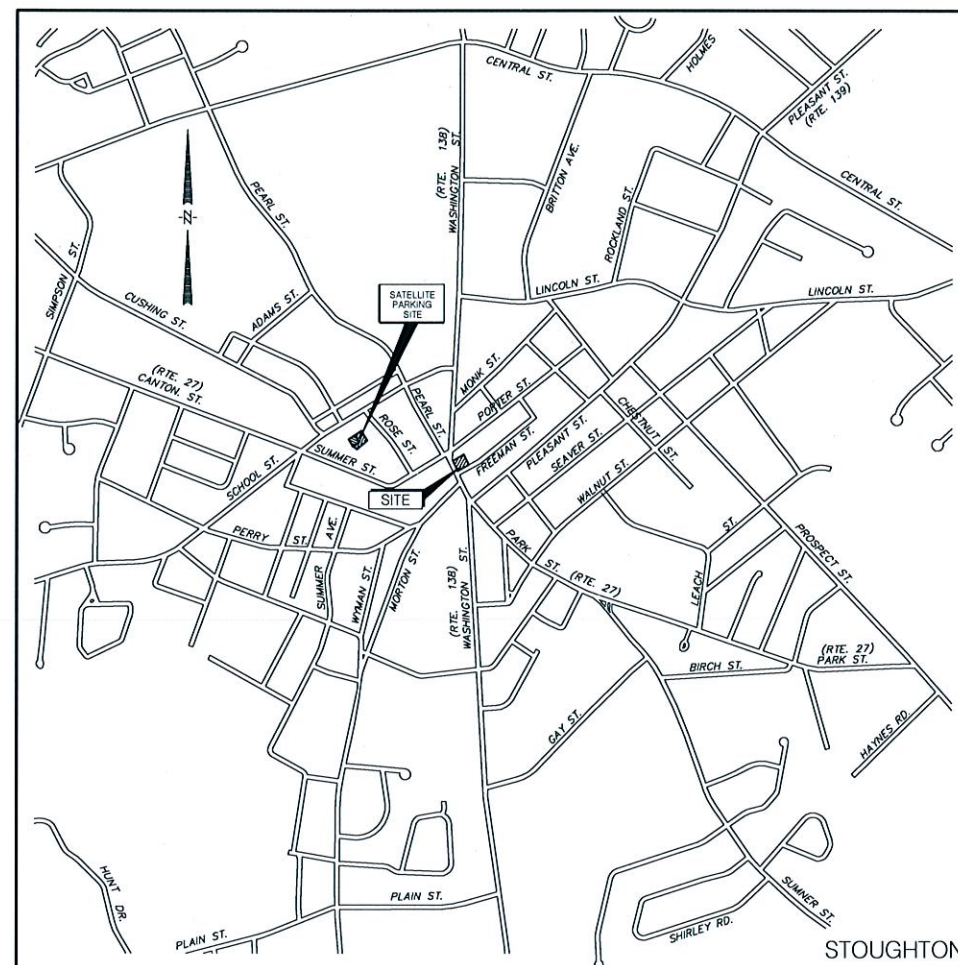 CENTRAL ST.
HOLMES
PLEASANT ST.
(RTE. 139)
(RTE. 138)
WASHINGTON ST.
BRITTON AVE.
CENTRAL ST.
PEARL ST.
ROCKLAND ST.
N
SIMPSON ST.
CUSHING ST.
ADAMS ST.
SATELLITE
PARKING
SITE
LINCOLN ST.
LINCOLN ST.
(RTE. 27)
CANTON. ST.
MONK ST.
PEARL ST.
PORTER ST.
ROSE ST.
CHESTNUT ST.
SUMMER ST.
FREEMAN ST.
PLEASANT ST.
SEAVER ST.
SCHOOL ST.
WALNUT ST.
SITE
PERRY ST.
SUMMER AVE.
WYMAN ST.
MORTON ST.
(RTE. 138)
WASHINGTON ST.
PARK ST.
(RTE. 27)
LEACH ST.
PROSPECT ST.
BIRCH ST.
(RTE. 27)
PARK ST.
GAY ST.
HAYNES RD.
HUNT DR.
PLAIN ST.
PLAIN ST.
SUMNER ST.
SHIRLEY RD.
STOUGHTON